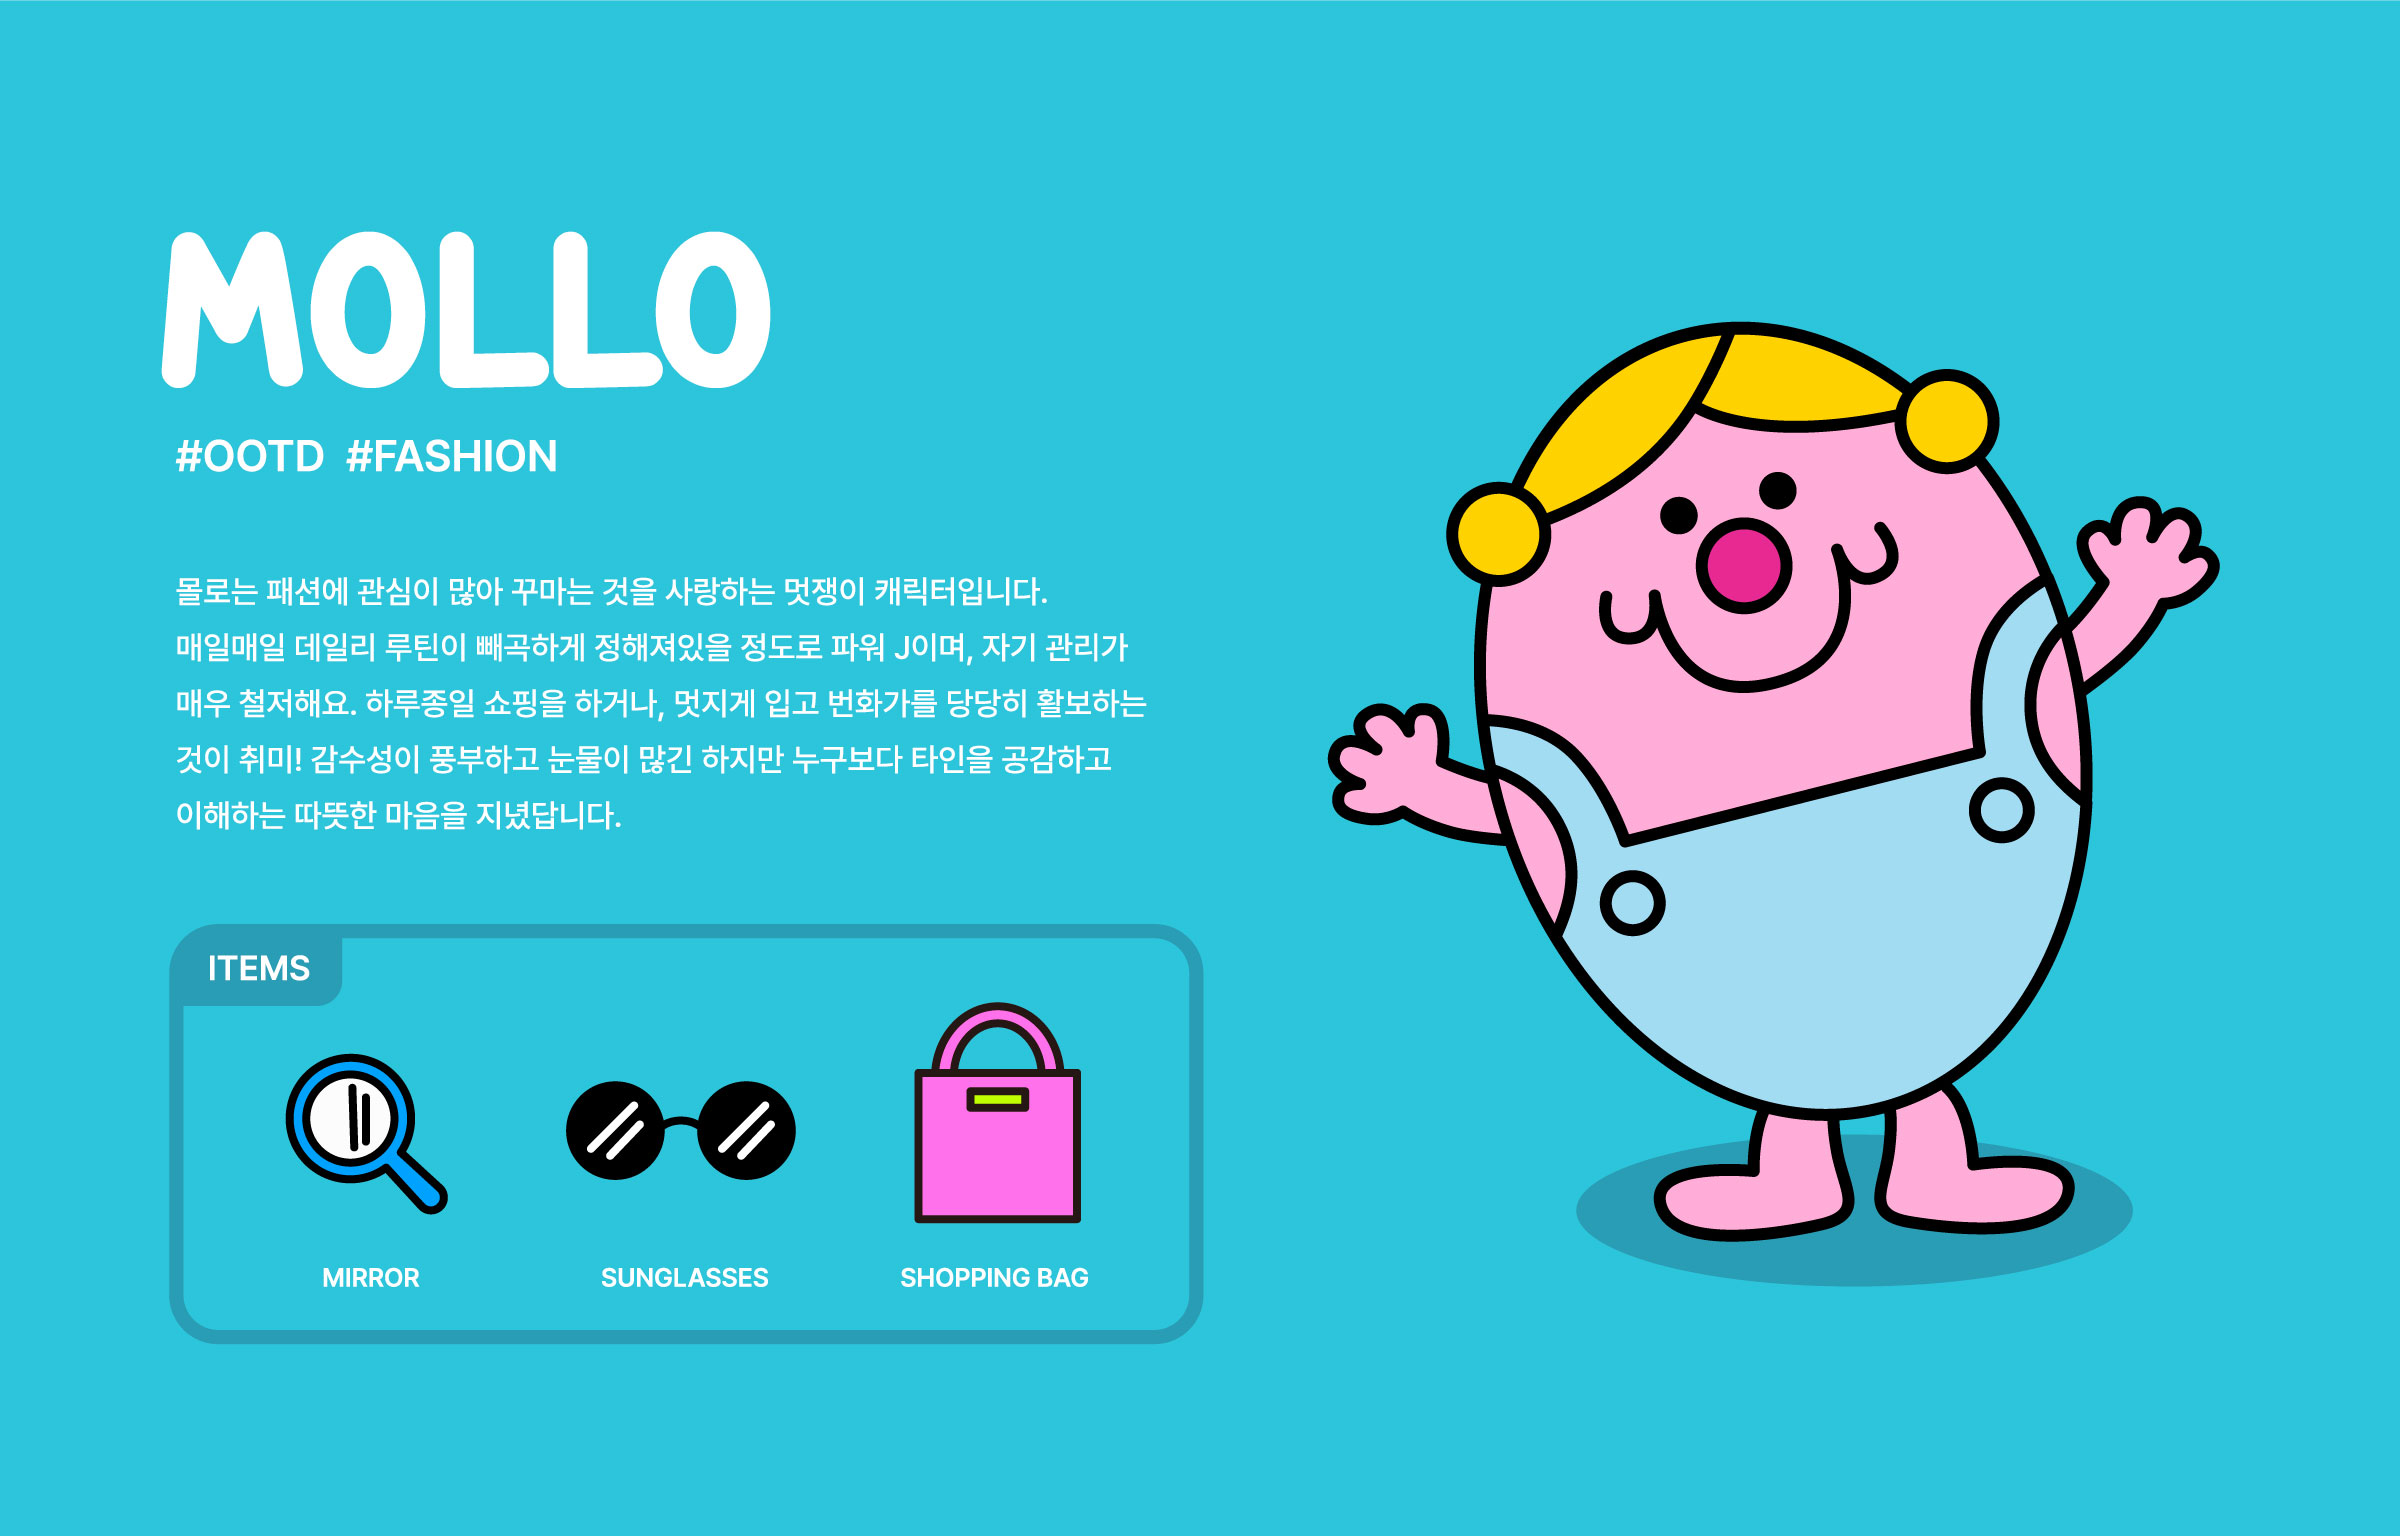 MOLLO
#OOTD #FASHION
몰로는 패션에 관심이 많아 꾸마는 것을 사랑하는 멋쟁이 캐릭터입니다.
매일매일 데일리 루틴이 빼곡하게 정해져있을 정도로 파워 J이며, 자기 관리가
매우 철저해요. 하루종일 쇼핑을 하거나, 멋지게 입고 번화가를 당당히 활보하는
것이 취미! 감수성이 풍부하고 눈물이 많긴 하지만 누구보다 타인을 공감하고
이해하는 따뜻한 마음을 지녔답니다.
ITEMS
MIRROR
SUNGLASSES
SHOPPING BAG